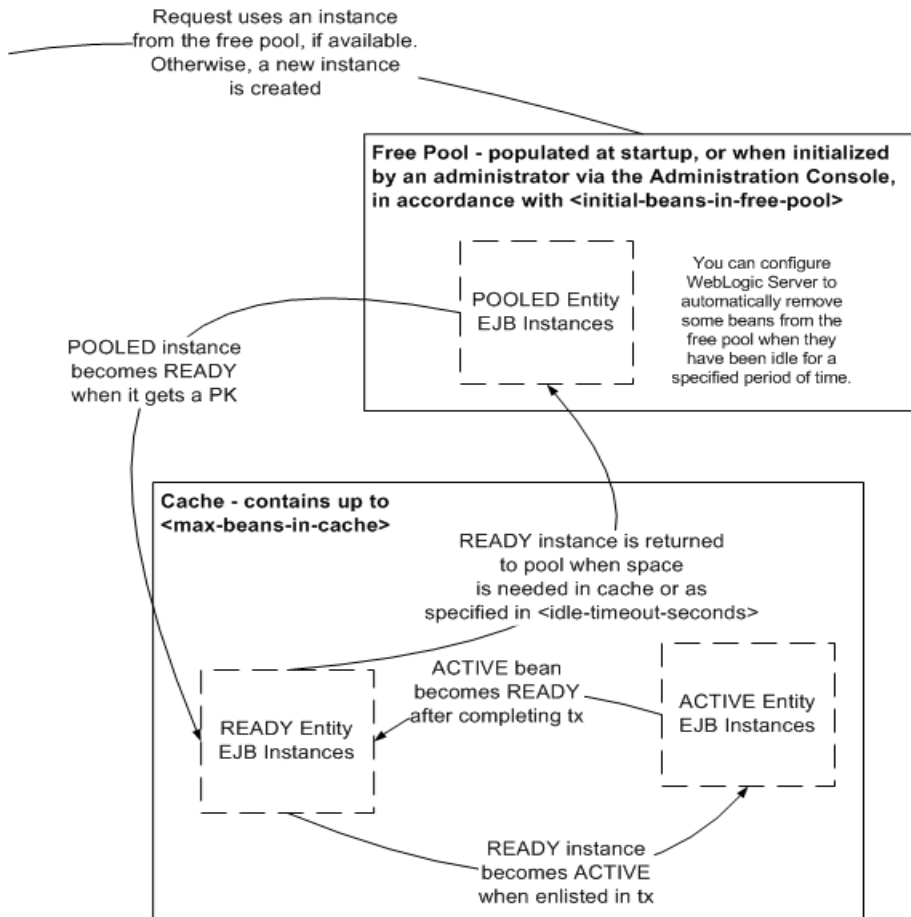 Request uses an instance
from the free pool, if available.
Otherwise, a new instance
is created
Free Pool - populated at startup, or when initialized
by an administrator via the Administration Console,
in accordance with <initial-beans-in-free-pool>
POOLED Entity
EJB Instances
You can configure
WebLogic Server to
automatically remove
some beans from the
free pool when they
have been idle for a
specified period of time.
POOLED instance
becomes READY
when it gets a PK
Cache - contains up to
<max-beans-in-cache>
READY instance is returned
to pool when space
is needed in cache or as
specified in <idle-timeout-seconds>
ACTIVE bean
becomes READY
after completing tx
READY Entity
EJB Instances
ACTIVE Entity
EJB Instances
READY instance
becomes ACTIVE
when enlisted in tx